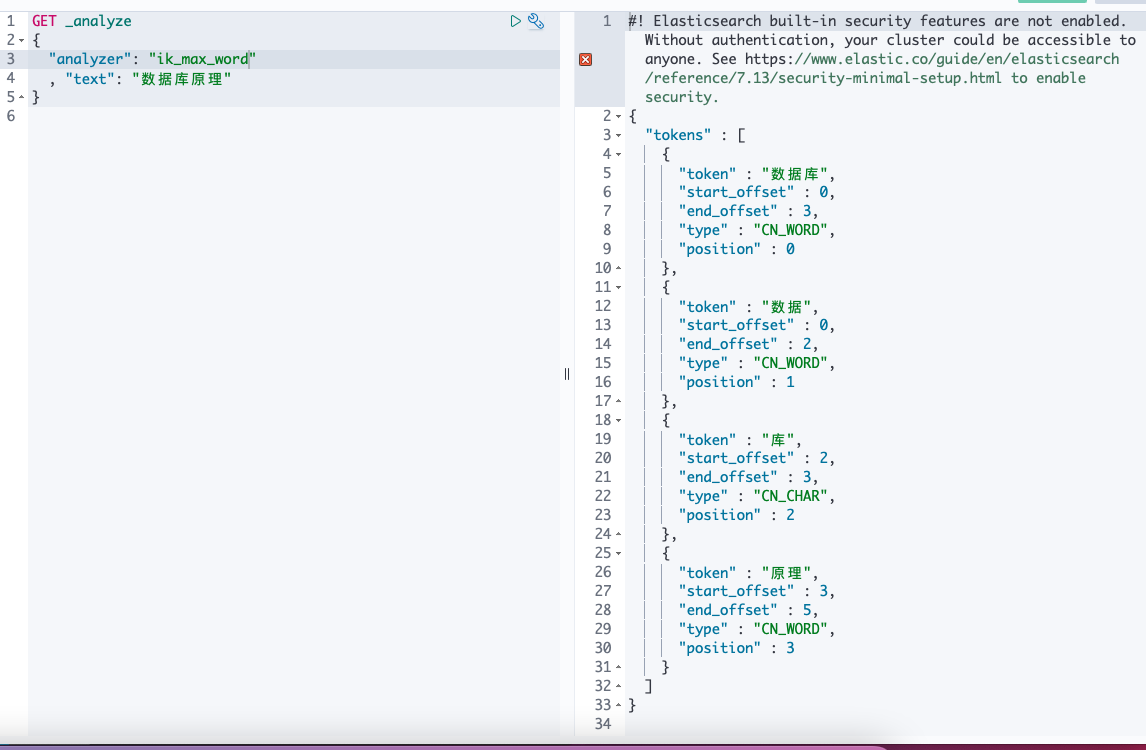 1 GET _analyze
2 {
3 "analyzer": "ik_max_word"
4 , "text": "数据库原理"
5 }
6
1 #! Elasticsearch built-in security features are not enabled.
Without authentication, your cluster could be accessible to
anyone. See https://www.elastic.co/guide/en/elasticsearch
/reference/7.13/security-minimal-setup.html to enable
security.
2 {
3 "tokens" : [
4 {
5 "token" : "数据库",
6 "start_offset" : 0,
7 "end_offset" : 3,
8 "type" : "CN_WORD",
9 "position" : 0
10 },
11 {
12 "token" : "数据",
13 "start_offset" : 0,
14 "end_offset" : 2,
15 "type" : "CN_WORD",
16 "position" : 1
17 },
18 {
19 "token" : "库",
20 "start_offset" : 2,
21 "end_offset" : 3,
22 "type" : "CN_CHAR",
23 "position" : 2
24 },
25 {
26 "token" : "原理",
27 "start_offset" : 3,
28 "end_offset" : 5,
29 "type" : "CN_WORD",
30 "position" : 3
31 }
32 ]
33 }
34